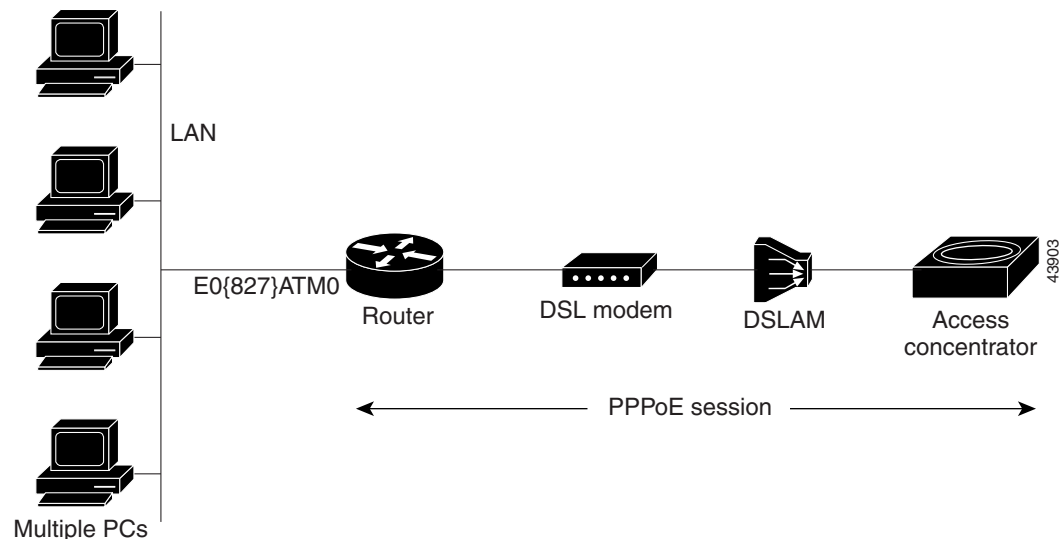 LAN
E0{827}ATM0
Router
DSL modem
DSLAM
Access
concentrator
43903
PPPoE session
Multiple PCs